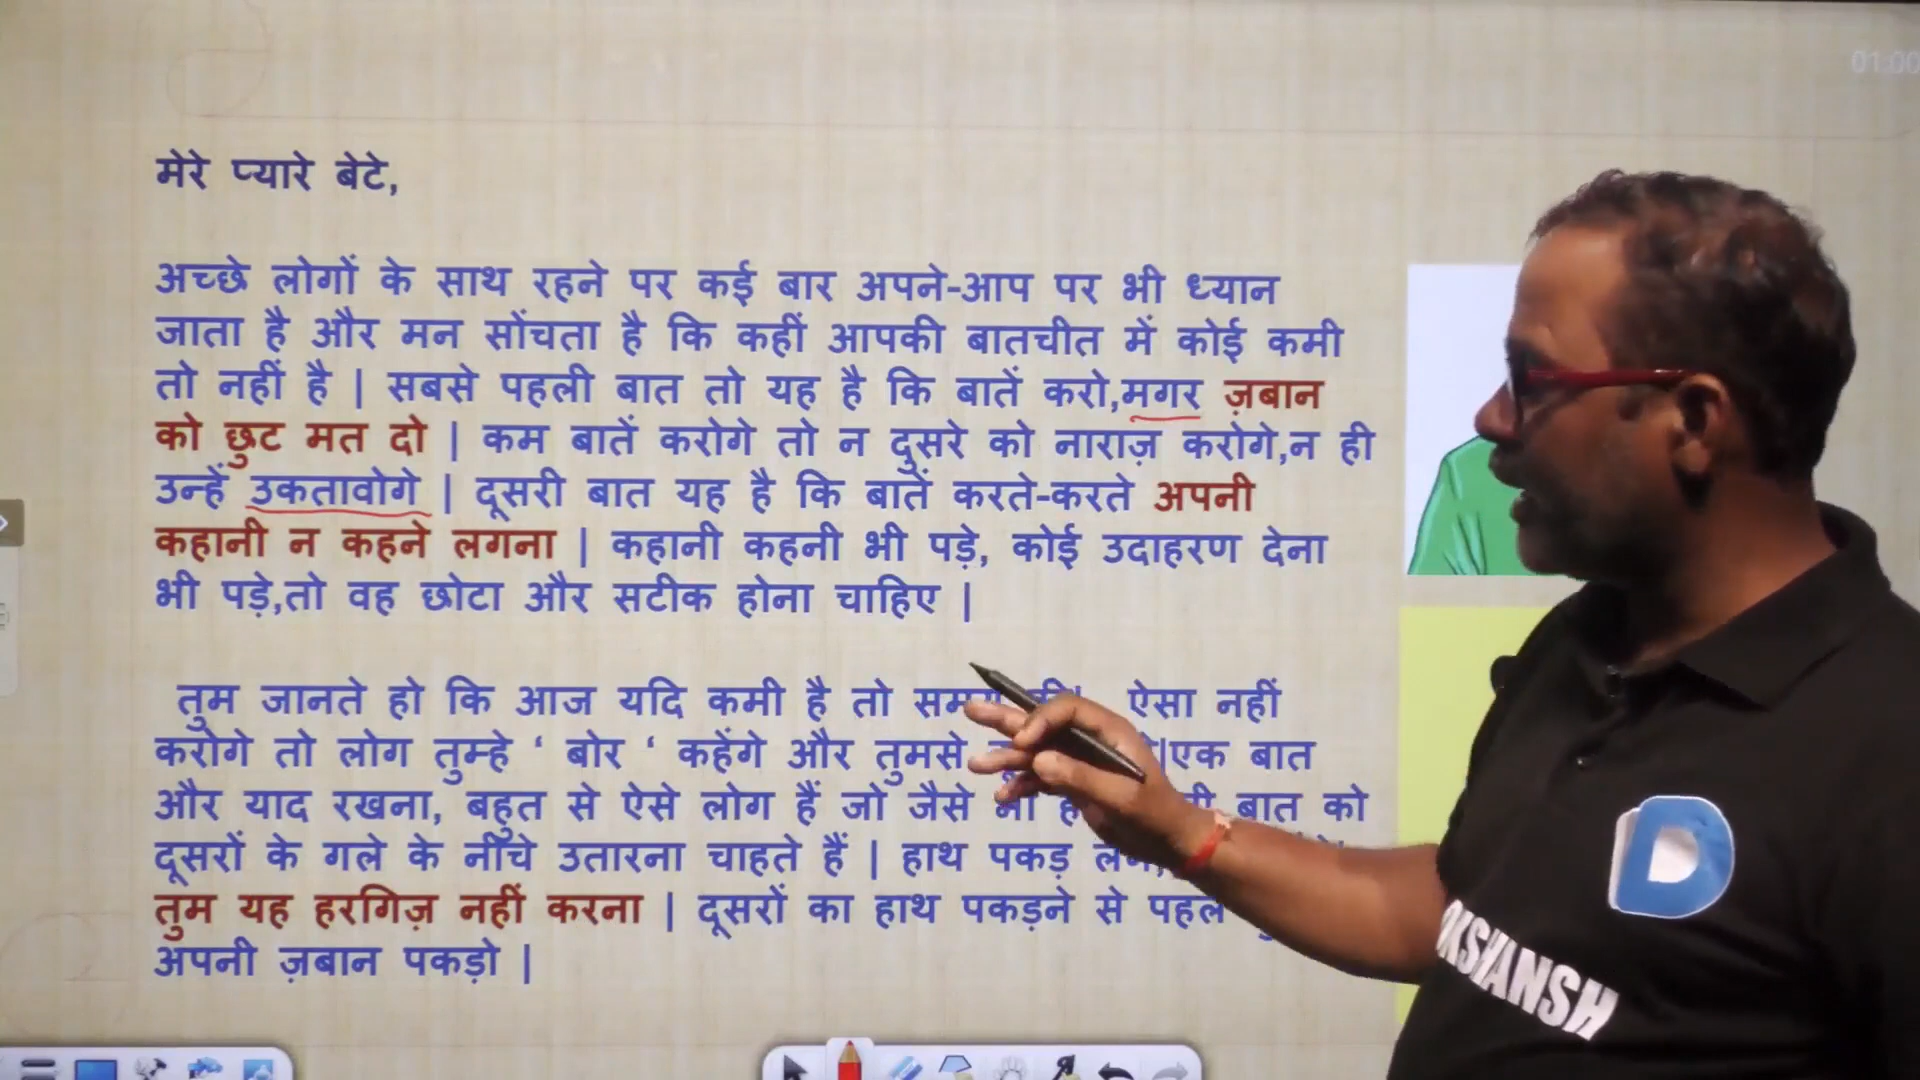 01:00
मेरे प्यारे बेटे,
अच्छे लोगों के साथ रहने पर कई बार अपने-आप पर भी ध्यान
जाता है और मन सोंचता है कि कहीं आपकी बातचीत में कोई कमी
तो नहीं है | सबसे पहली बात तो यह है कि बातें करो,मगर ज़बान
को छुट मत दो | कम बातें करोगे तो न दुसरे को नाराज़ करोगे,न ही
उन्हें उकतावोगे | दूसरी बात यह है कि बातें करते-करते अपनी
कहानी न कहने लगना | कहानी कहनी भी पड़े, कोई उदाहरण देना
भी पड़े,तो वह छोटा और सटीक होना चाहिए |
तुम जानते हो कि आज यदि कमी है तो ऐसा नहीं
करोगे तो लोग तुम्हे ' बोर ' कहेंगे और तुमसे |एक बात
और याद रखना, बहुत से ऐसे लोग हैं जो जैसे बात को
दूसरों के गले के नीचे उतारना चाहते हैं | हाथ पकड़
तुम यह हरगिज़ नहीं करना | दूसरों का हाथ पकड़ने से
अपनी ज़बान पकड़ो |
D
KSHANSH